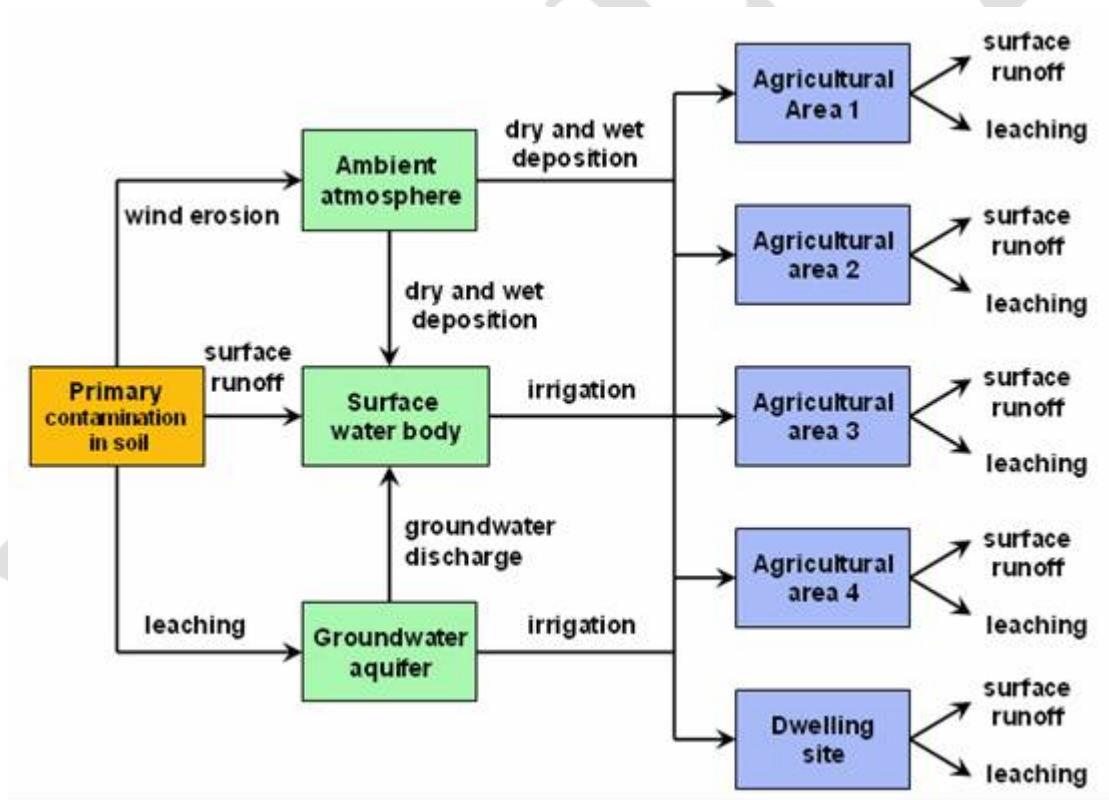 surface
runoff
Agricultural
Area 1
leaching
dry and wet
deposition
Ambient
atmosphere
wind erosion
surface
runoff
Agricultural
area 2
leaching
dry and wet
deposition
surface
runoff
Primary
contamination
in soil
Surface
water body
irrigation
Agricultural
area 3
surface
runoff
leaching
groundwater
discharge
surface
runoff
Agricultural
area 4
leaching
leaching
Groundwater
aquifer
irrigation
surface
runoff
Dwelling
site
leaching